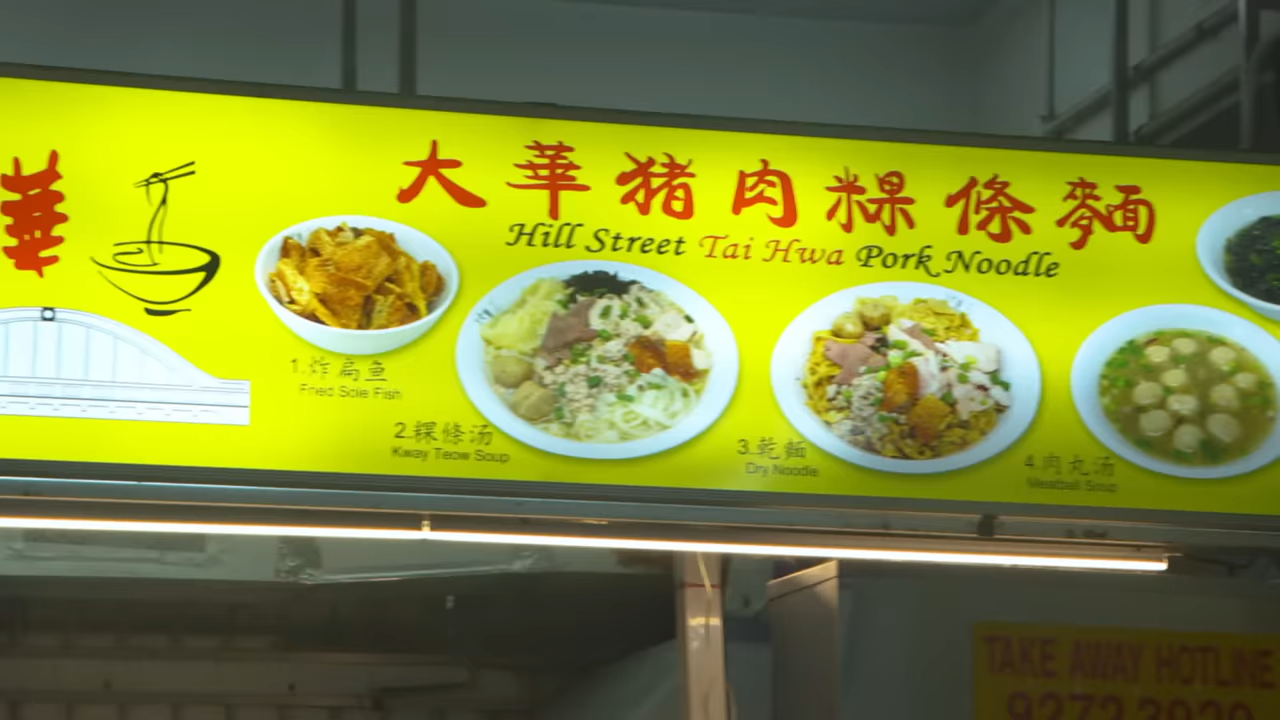 華
大華豬肉粿條麵
Hill Street Tai Hwa Pork Noodle
1.炸扁鱼
Fried Sole Fish
2.粿條汤
Kway Teow Soup
3.乾麵
Dry Noodle
4.肉丸汤
Meatball Soup
TAKE AWAY HOTLINE: